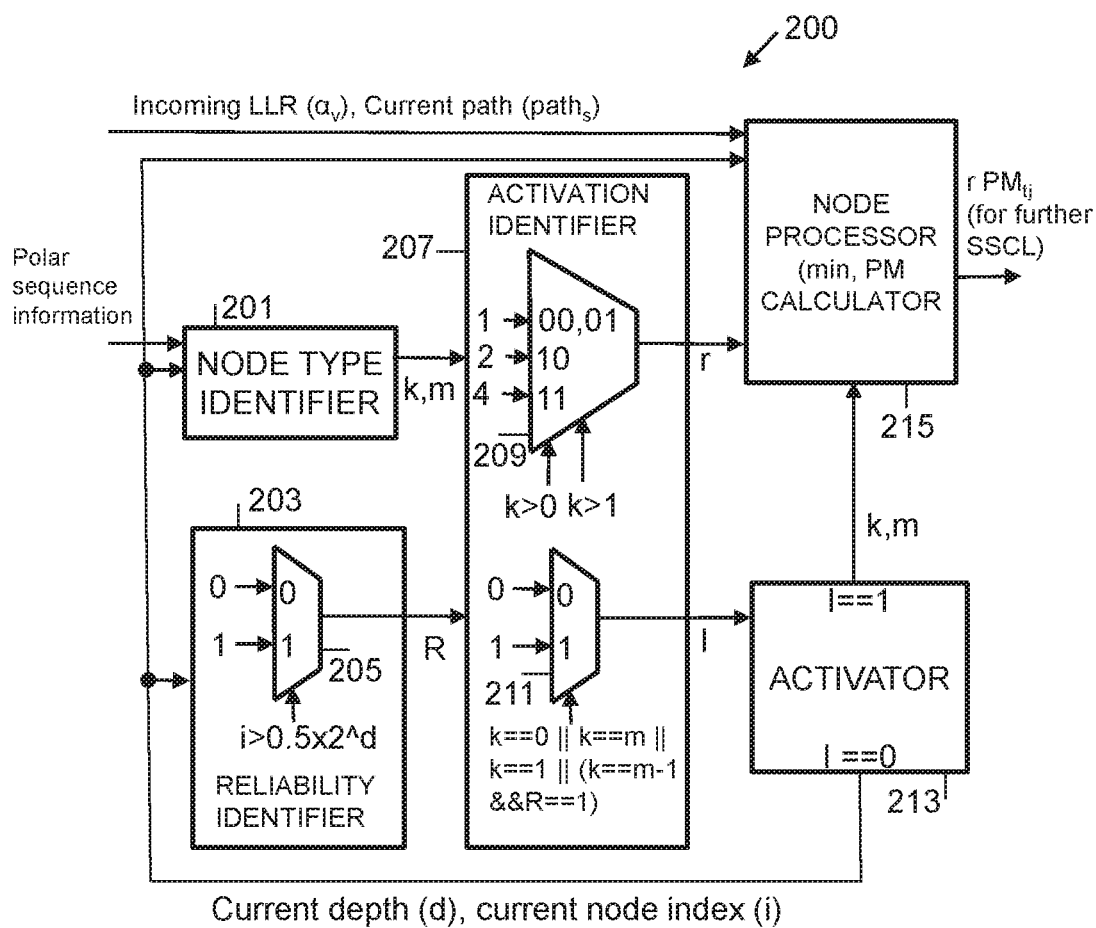 200
Incoming LLR (αv), Current path (paths)
ACTIVATION
IDENTIFIER
207
1
00,01
2
10
4
11
209
k>0 k>1
r
NODE
PROCESSOR
(min, PM
CALCULATOR
215
r PMtj
(for further
SSCL)
Polar
sequence
information
201
NODE TYPE
IDENTIFIER
k,m
203
0
0
1
1
205
i>0.5x2^d
RELIABILITY
IDENTIFIER
R
0
0
1
1
211
k==0 || k==m ||
k==1 || (k==m-1
&&R==1)
I
k,m
I==1
ACTIVATOR
I ==0
213
Current depth (d), current node index (i)